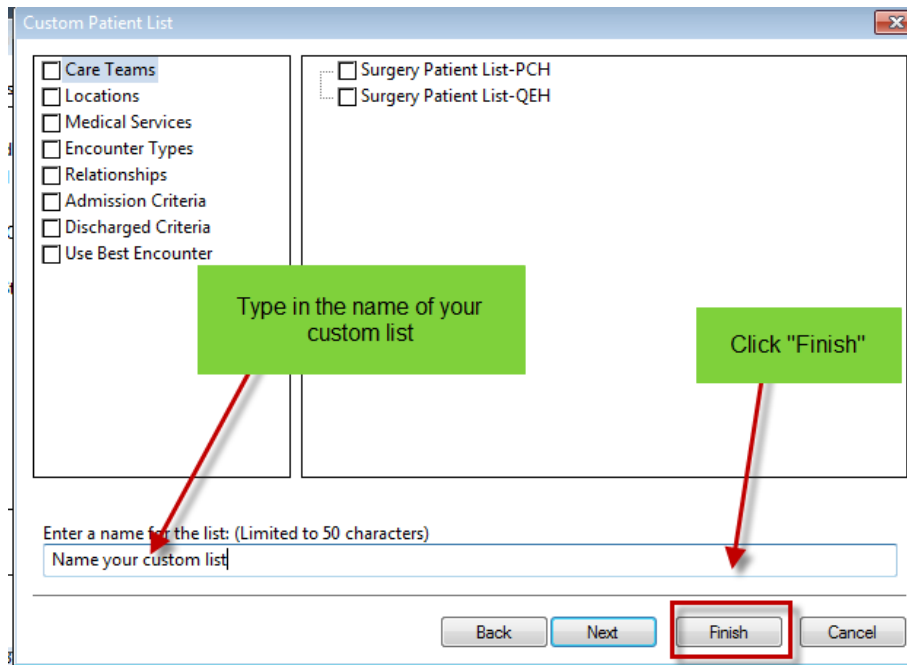 Custom Patient List
Care Teams
Locations
Medical Services
Encounter Types
Relationships
Admission Criteria
Discharged Criteria
Use Best Encounter
Surgery Patient List-PCH
Surgery Patient List-QEH
Type in the name of your
custom list
Click "Finish"
Enter a name for the list: (Limited to 50 characters)
Name your custom list
Back
Next
Finish
Cancel